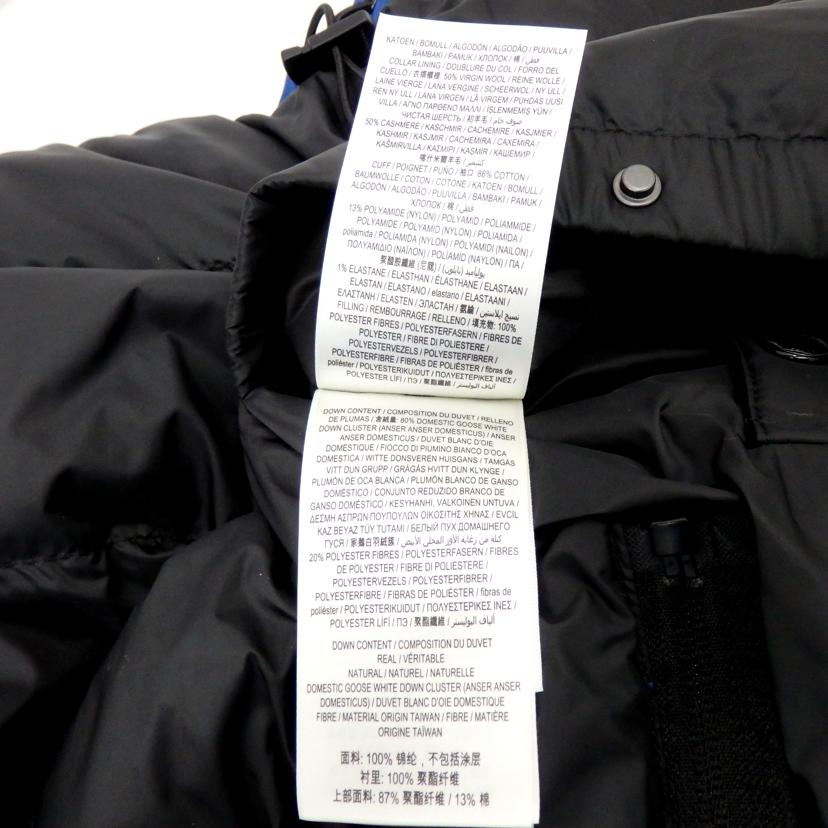 KATOEN / BOMULL / ALGODÓN / ALGODÃO / PUUVILLA /
BAMBAKI / PAMUK / ХЛОПОК / 棉 / قطن
COLLAR LINING / DOUBLURE DU COL / FORRO DEL
CUELLO / 衣領襯裡: 50% VIRGIN WOOL / REINE WOLLE /
LAINE VIERGE / LANA VERGINE / SCHEERWOL / NY ULL /
REN NY ULL / LANA VIRGEN / LÃ VIRGEM / PUHDAS UUSI
VILLA / ΑΓΝΟ ΠΑΡΘΕΝΟ ΜΑΛΛΙ / İŞLENMEMİŞ YÜN /
ЧИСТАЯ ШЕРСТЬ / 初羊毛 / صوف خام
50% CASHMERE / KASCHMIR / CACHEMIRE / KASJMIER /
KASHMIR / KASJMIR / CACHEMIRA / CAXEMIRA /
KAŠMIRVILLA / ΚΑΣΜΙΡΙ / KAŞMİR / КАШЕМИР /
喀什米爾羊毛 / كشمير
CUFF / POIGNET / PUÑO / 袖口: 86% COTTON /
BAUMWOLLE / COTON / COTONE / KATOEN / BOMULL /
ALGODÓN / ALGODÃO / PUUVILLA / BAMBAKI / PAMUK /
ХЛОПОК / 棉 / قطن
13% POLYAMIDE (NYLON) / POLYAMID / POLIAMMIDE /
POLYAMIDE / POLYAMID (NYLON) / POLIAMIDA /
poliamida / POLIAMIDA (NYLON) / POLYAMIDI (NAILON) /
ΠΟΛΥΑΜΙΔΙΟ (ΝΑΪΛΟΝ) / POLİAMİD (NAYLON) / ПА /
聚醯胺纖維 (尼龍) / بولياميد (نايلون)
1% ELASTANE / ELASTHAN / ÉLASTHANE / ELASTAAN /
ELASTAN / ELASTANO / elastano / ELASTAANI /
ΕΛΑΣΤΑΝΗ / ELASTEN / ЭЛАСТАН / 氨綸 / نسيج إيلاستين
FILLING / REMBOURRAGE / RELLENO / 填充物: 100%
POLYESTER FIBRES / POLYESTERFASERN / FIBRES DE
POLYESTER / FIBRE DI POLIESTERE /
POLYESTERVEZELS / POLYESTERFIBRER /
POLYESTERFIBRE / FIBRAS DE POLIÉSTER / fibras de
poliéster / POLYESTERIKUIDUT / ΠΟΛΥΕΣΤΕΡΙΚΕΣ ΙΝΕΣ /
POLYESTER LİFİ / ПЭ / 聚酯纖維 / ألياف البوليستر
DOWN CONTENT / COMPOSITION DU DUVET / RELLENO
DE PLUMAS / 含絨量: 80% DOMESTIC GOOSE WHITE
DOWN CLUSTER (ANSER ANSER DOMESTICUS) / ANSER
ANSER DOMESTICUS / DUVET BLANC D'OIE
DOMESTIQUE / FIOCCO DI PIUMINO BIANCO D'OCA
DOMESTICA / WITTE DONSVEREN HUISGANS / TAMGÅS
VITT DUN GRUPP / GRÅGÅS HVITT DUN KLYNGE /
PLUMÓN DE OCA BLANCA / PLUMÓN BLANCO DE GANSO
DOMÉSTICO / CONJUNTO REDUZIDO BRANCO DE
GANSO DOMÉSTICO / KESYHANHI, VALKOINEN UNTUVA /
ΔΕΣΜΗ ΑΣΠΡΩΝ ΠΟΥΠΟΥΛΩΝ ΟΙΚΟΣΙΤΗΣ ΧΗΝΑΣ / EVCİL
KAZ BEYAZ TÜY TUTAMI / БЕЛЫЙ ПУХ ДОМАШНЕГО
ГУСЯ / 家鵝白羽絨簇 / كتلة من زغابة الأوز المحلي الأبيض
20% POLYESTER FIBRES / POLYESTERFASERN / FIBRES
DE POLYESTER / FIBRE DI POLIESTERE /
POLYESTERVEZELS / POLYESTERFIBRER /
POLYESTERFIBRE / FIBRAS DE POLIÉSTER / fibras de
poliéster / POLYESTERIKUIDUT / ΠΟΛΥΕΣΤΕΡΙΚΕΣ ΙΝΕΣ /
POLYESTER LİFİ / ПЭ / 聚酯纖維 / ألياف البوليستر
DOWN CONTENT / COMPOSITION DU DUVET
REAL / VÉRITABLE
NATURAL / NATUREL / NATURELLE
DOMESTIC GOOSE WHITE DOWN CLUSTER (ANSER ANSER
DOMESTICUS) / DUVET BLANC D'OIE DOMESTIQUE
FIBRE / MATERIAL ORIGIN TAIWAN / FIBRE / MATIÈRE
ORIGINE TAÏWAN
面料: 100% 锦纶，不包括涂层
衬里: 100% 聚酯纤维
上部面料: 87% 聚酯纤维 / 13% 棉